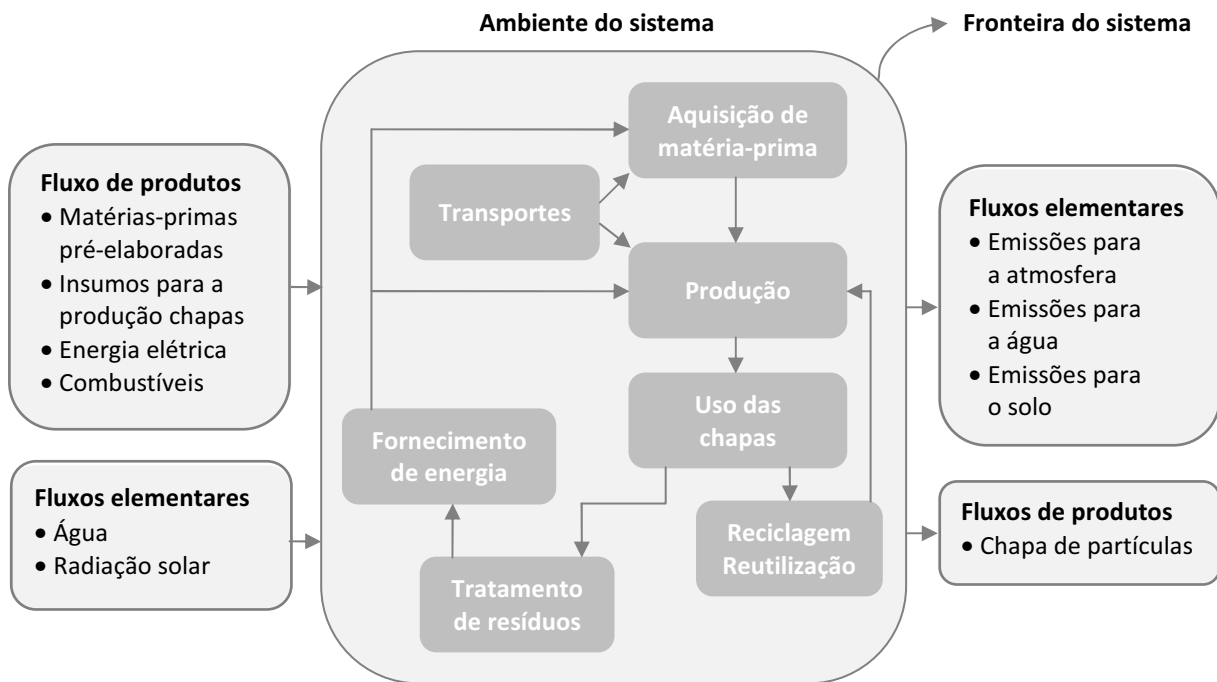 Ambiente do sistema
Fronteira do sistema
Fluxo de produtos
• Matérias-primas
pré-elaboradas
• Insumos para a
produção chapas
• Energia elétrica
• Combustíveis
Fluxos elementares
• Água
• Radiação solar
Aquisição de
matéria-prima
Transportes
Produção
Uso das
chapas
Fornecimento
de energia
Reciclagem
Reutilização
Tratamento
de resíduos
Fluxos elementares
• Emissões para
a atmosfera
• Emissões para
a água
• Emissões para
o solo
Fluxos de produtos
• Chapa de partículas